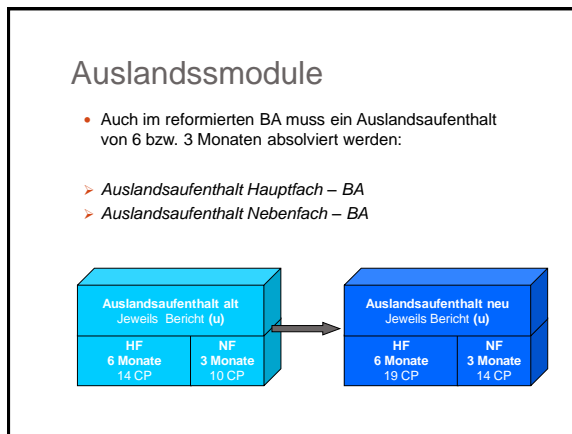 Auslandssmodule
• Auch im reformierten BA muss ein Auslandsaufenthalt
von 6 bzw. 3 Monaten absolviert werden:
➢ Auslandsaufenthalt Hauptfach – BA
➢ Auslandsaufenthalt Nebenfach – BA
Auslandsaufenthalt alt
Jeweils Bericht (u)
HF
6 Monate
14 CP
NF
3 Monate
10 CP
Auslandsaufenthalt neu
Jeweils Bericht (u)
HF
6 Monate
19 CP
NF
3 Monate
14 CP